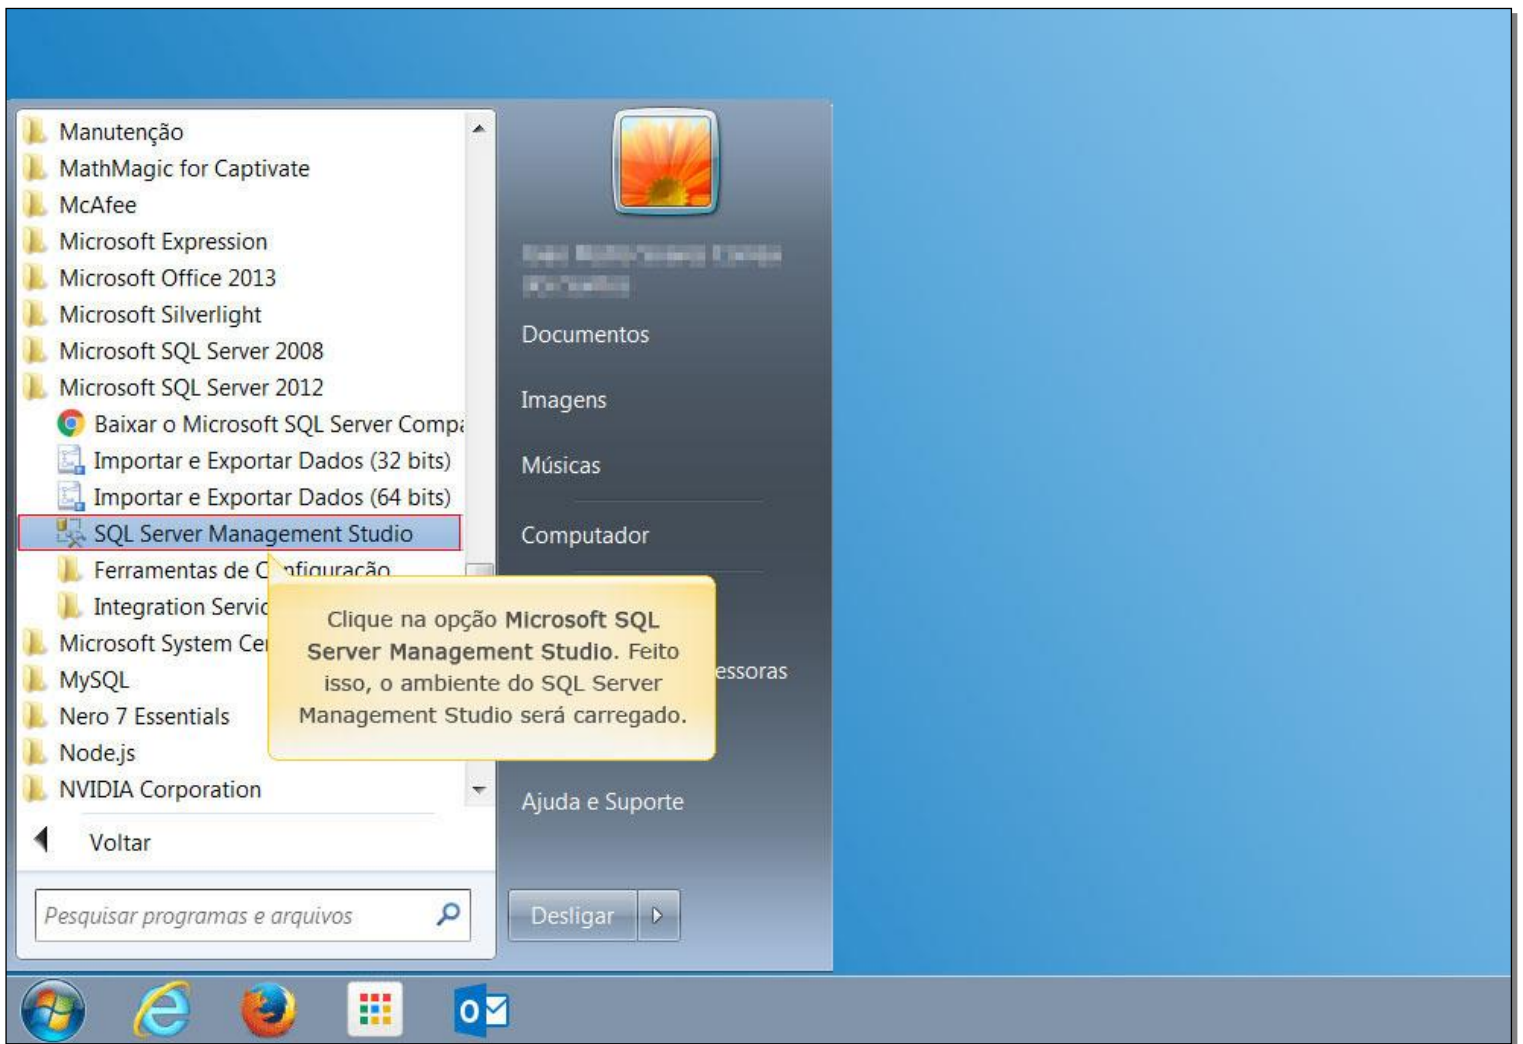 Manutenção
MathMagic for Captivate
McAfee
Microsoft Expression
Microsoft Office 2013
Microsoft Silverlight
Microsoft SQL Server 2008
Microsoft SQL Server 2012
Baixar o Microsoft SQL Server Compa
Importar e Exportar Dados (32 bits)
Importar e Exportar Dados (64 bits)
SQL Server Management Studio
Ferramentas de Configuração
Integration Servic
Microsoft System Cer
MySQL
Nero 7 Essentials
Node.js
NVIDIA Corporation
Voltar
Pesquisar programas e arquivos
Documentos
Imagens
Músicas
Computador
essoras
Ajuda e Suporte
Desligar
Clique na opção Microsoft SQL
Server Management Studio. Feito
isso, o ambiente do SQL Server
Management Studio será carregado.